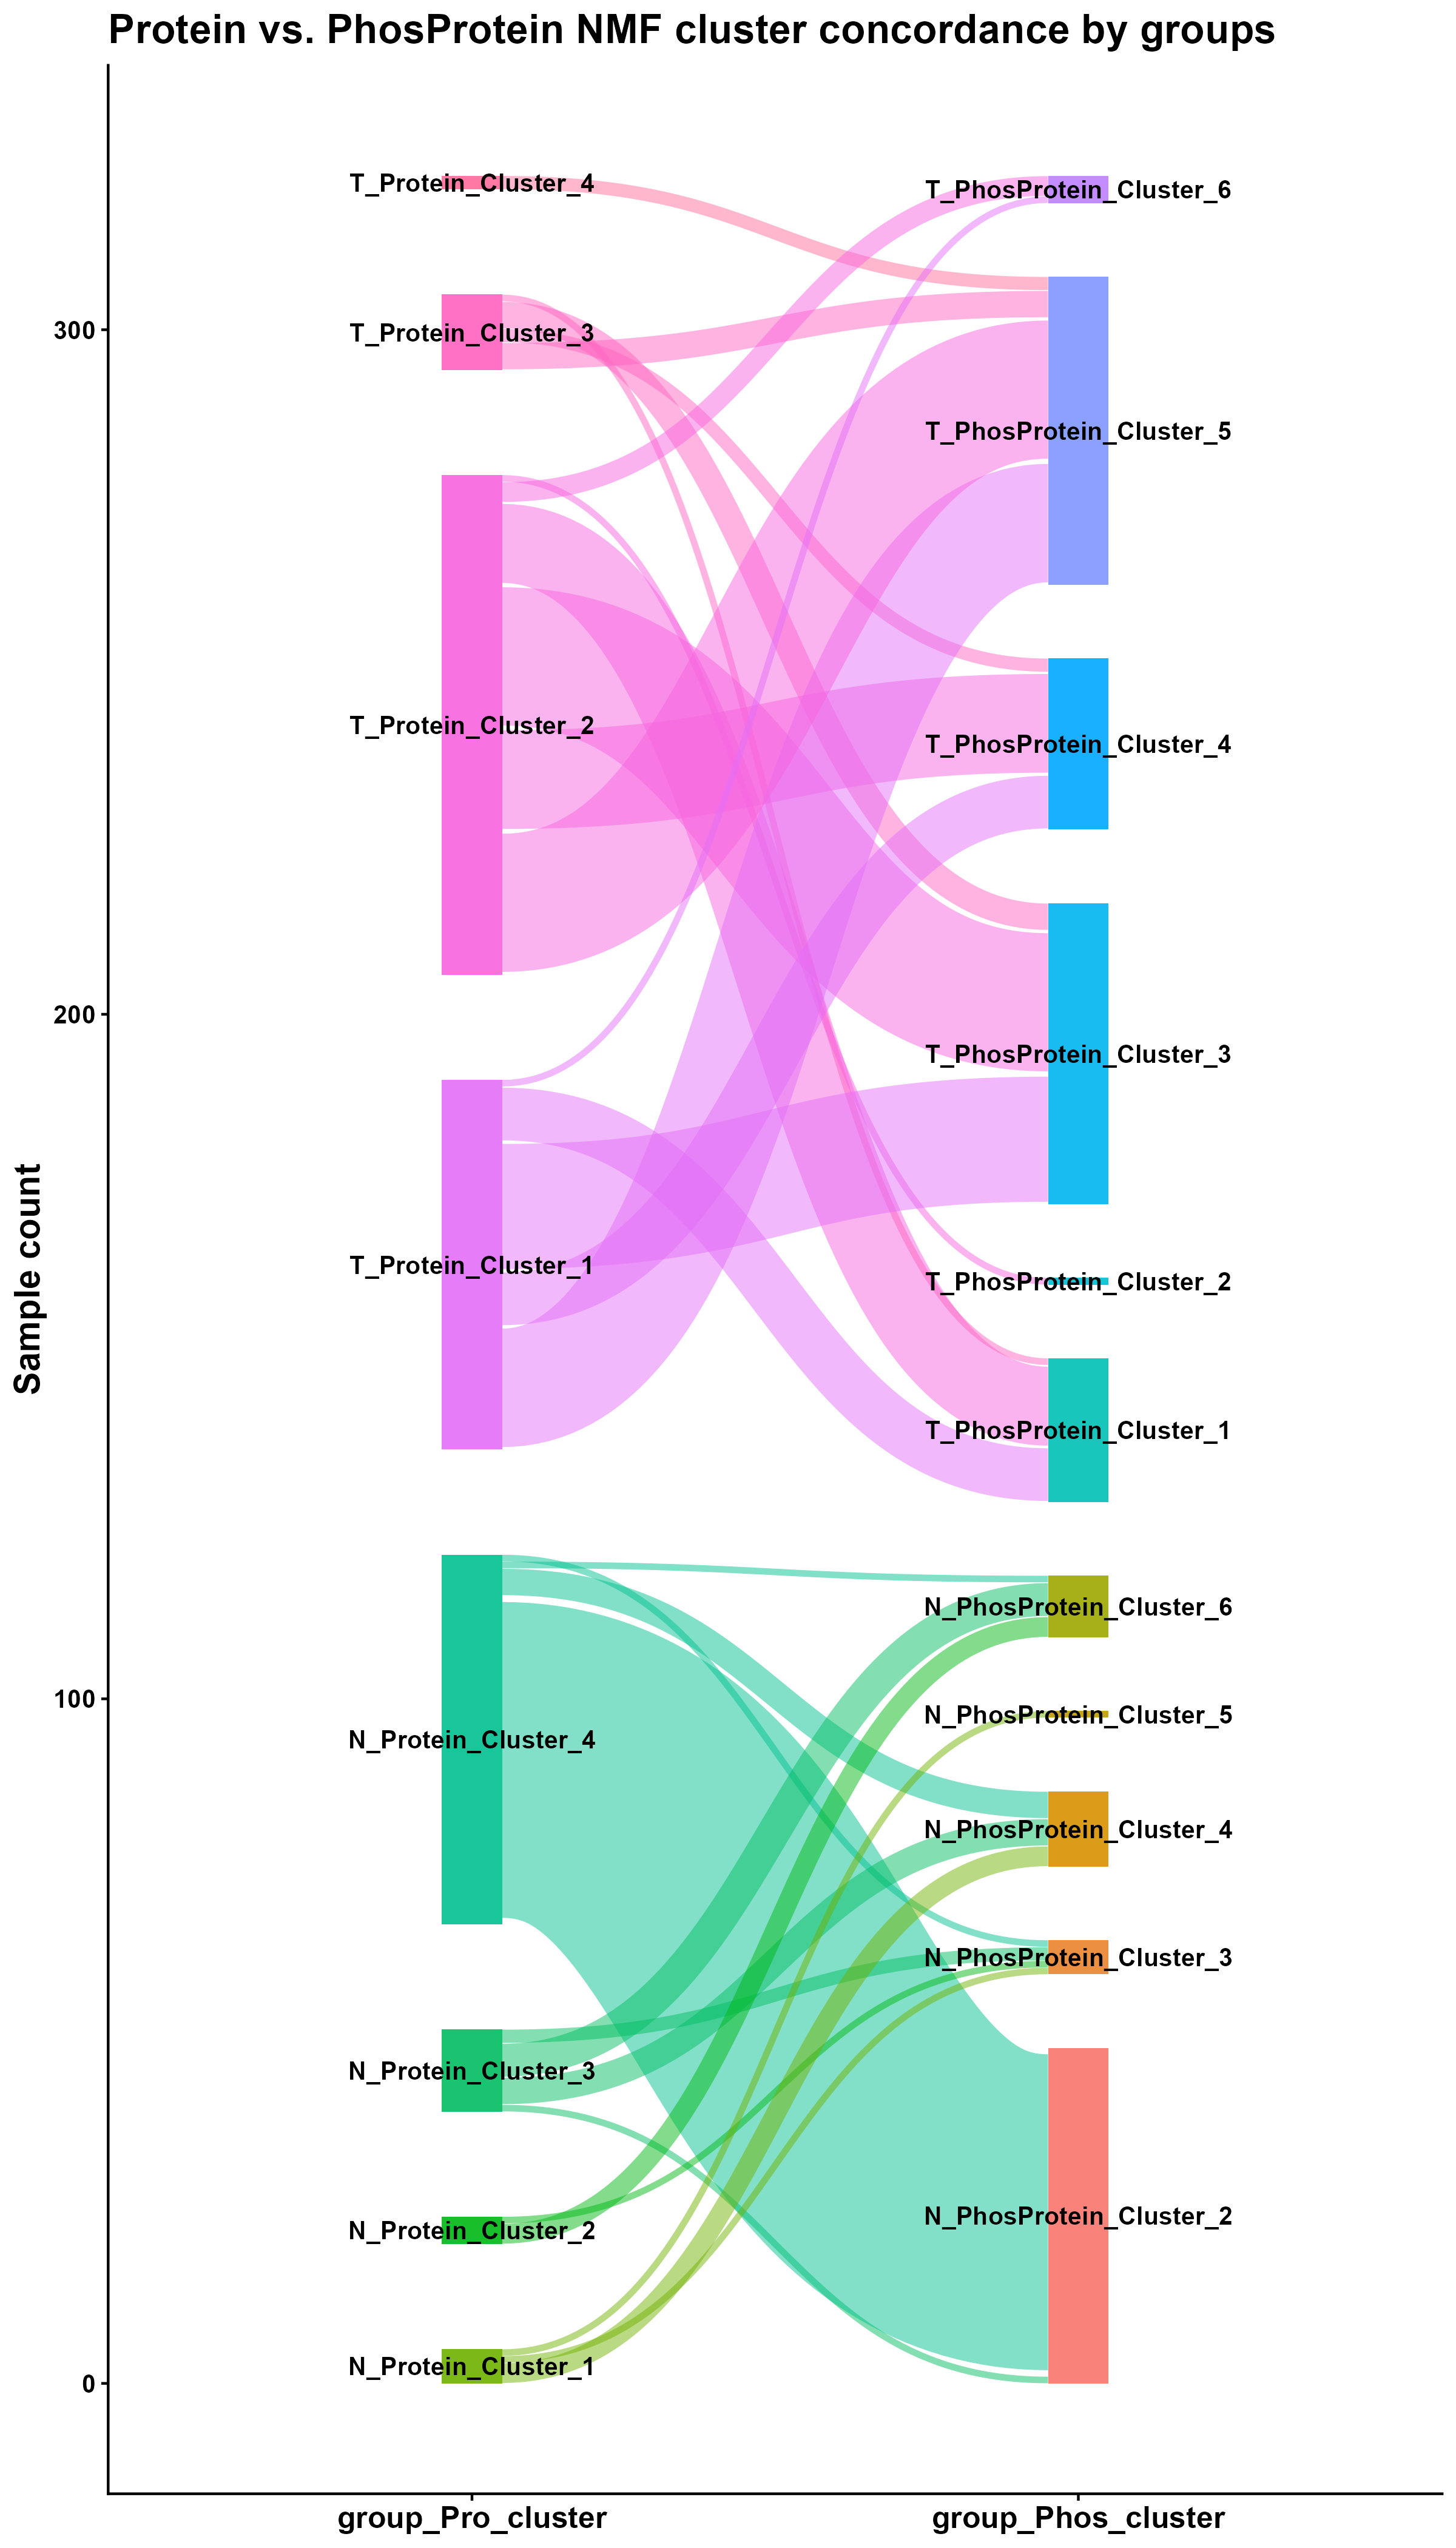 Protein vs. PhosProtein NMF cluster concordance by groups
Sample count
300
200
100
0
T_Protein_Cluster_4
T_Protein_Cluster_3
T_Protein_Cluster_2
T_Protein_Cluster_1
N_Protein_Cluster_4
N_Protein_Cluster_3
N_Protein_Cluster_2
N_Protein_Cluster_1
T_PhosProtein_Cluster_6
T_PhosProtein_Cluster_5
T_PhosProtein_Cluster_4
T_PhosProtein_Cluster_3
T_PhosProtein_Cluster_2
T_PhosProtein_Cluster_1
N_PhosProtein_Cluster_6
N_PhosProtein_Cluster_5
N_PhosProtein_Cluster_4
N_PhosProtein_Cluster_3
N_PhosProtein_Cluster_2
group_Pro_cluster
group_Phos_cluster